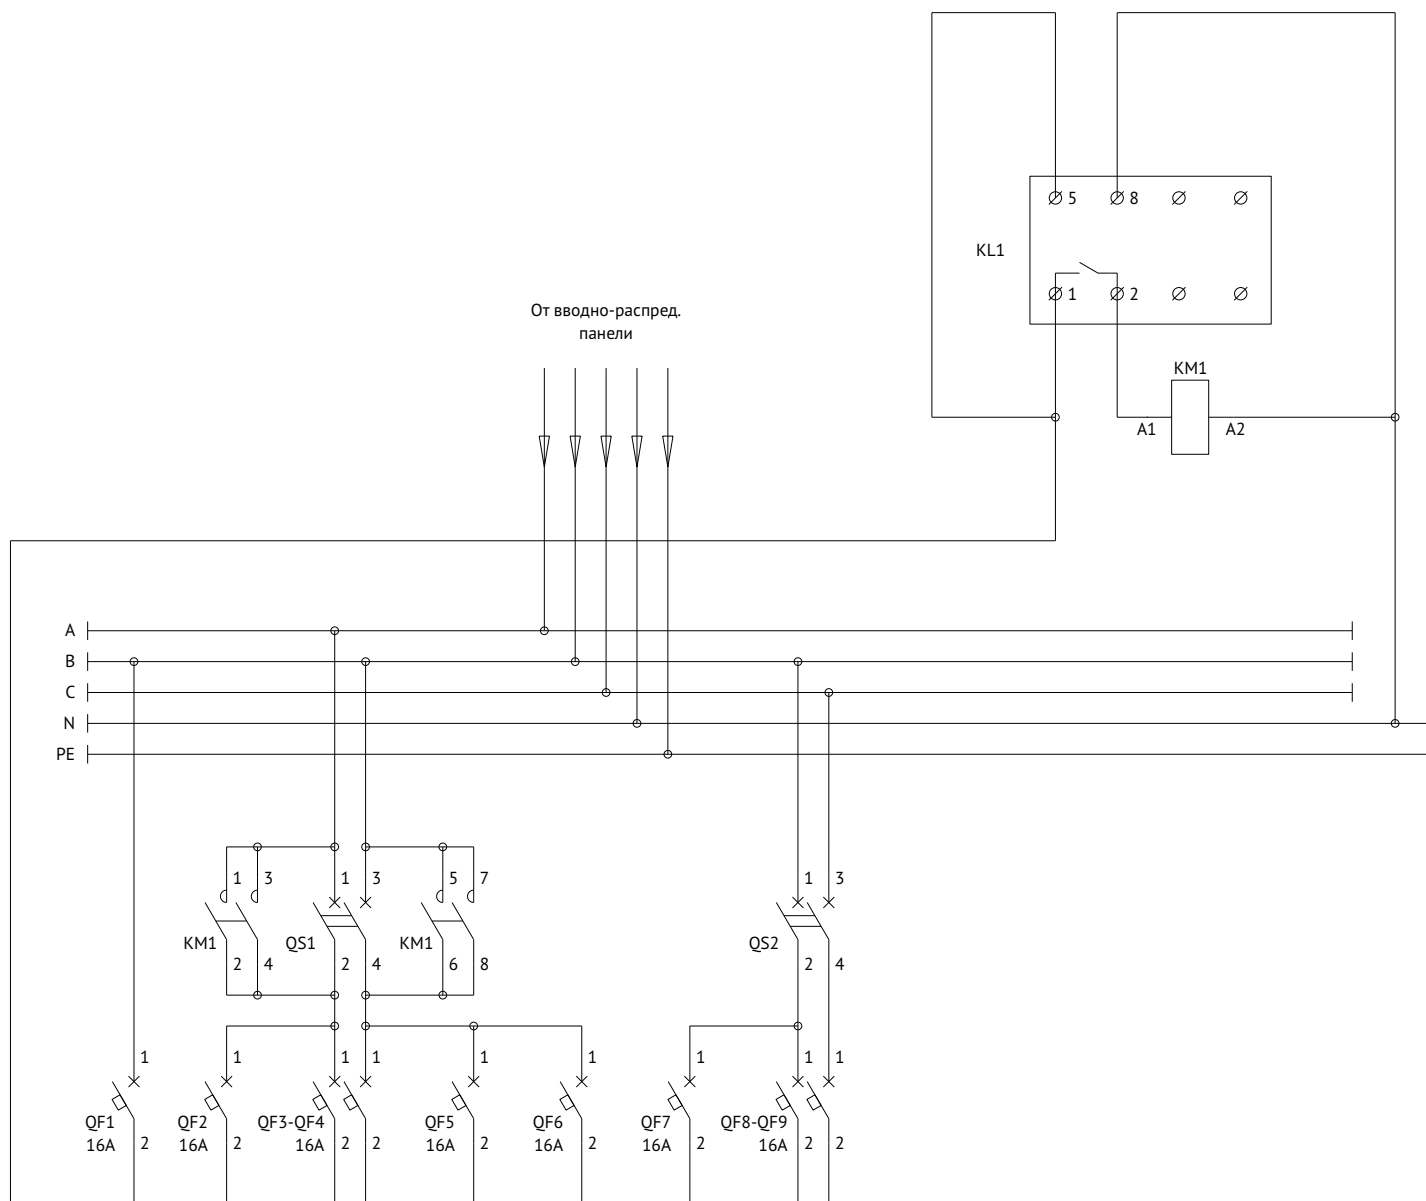 5 8
KL1
1 2
От вводно-распред.
панели
KM1
A1 A2
A
B
C
N
PE
1 3 1 3 5 7 1 3
KM1 QS1 KM1 QS2
2 4 2 4 6 8 2 4
1 1 1 1 1 1 1 1 1
QF1 QF2 QF3-QF4 QF5 QF6 QF7 QF8-QF9
16A 2 16A 2 16A 2 2 16A 2 16A 2 16A 2 16A 2 2